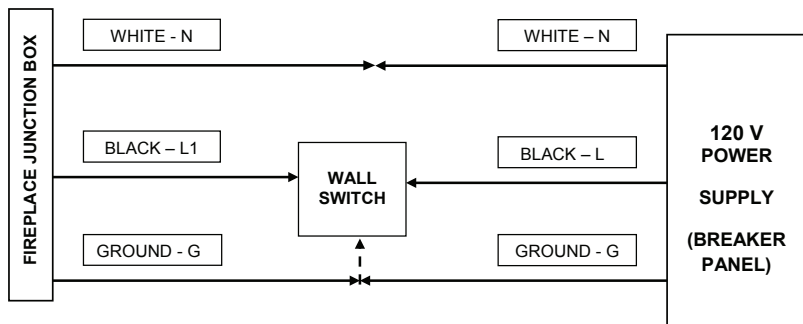 FIREPLACE JUNCTION BOX
WHITE - N
WHITE – N
BLACK – L1
WALL
SWITCH
BLACK – L
GROUND - G
GROUND - G
120 V
POWER
SUPPLY
(BREAKER
PANEL)